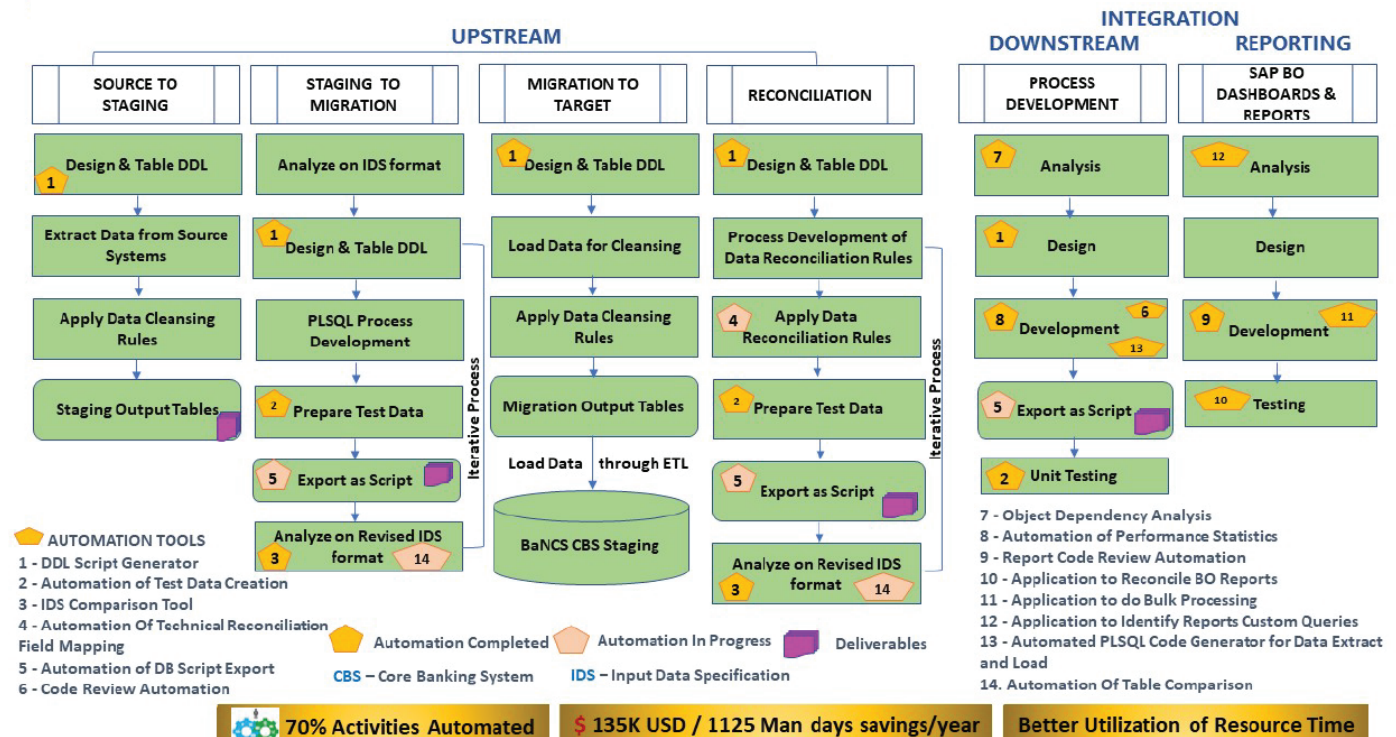 UPSTREAM
INTEGRATION
DOWNSTREAM
REPORTING
SOURCE TO
STAGING
STAGING TO
MIGRATION
MIGRATION TO
TARGET
RECONCILIATION
PROCESS
DEVELOPMENT
SAP BO
DASHBOARDS &
REPORTS
Design & Table DDL
1
Extract Data from Source
Systems
Apply Data Cleansing
Rules
Staging Output Tables
Analyze on IDS format
1
Design & Table DDL
PLSQL Process
Development
2
Prepare Test Data
5
Export as Script
Analyze on Revised IDS
format
3
14
Iterative Process
1
Design & Table DDL
Load Data for Cleansing
Apply Data Cleansing
Rules
Migration Output Tables
Load Data through ETL
BaNCS CBS Staging
1
Design & Table DDL
Process Development of
Data Reconciliation Rules
4
Apply Data
Reconciliation Rules
2
Prepare Test Data
5
Export as Script
Analyze on Revised IDS
format
3
14
Iterative Process
7
Analysis
1
Design
8
Development
6
13
5
Export as Script
2
Unit Testing
12
Analysis
Design
9
Development
11
10
Testing
AUTOMATION TOOLS
1 - DDL Script Generator
2 - Automation of Test Data Creation
3 - IDS Comparison Tool
4 - Automation Of Technical Reconciliation
Field Mapping
5 - Automation of DB Script Export
6 - Code Review Automation
Automation Completed
Automation In Progress
Deliverables
CBS – Core Banking System
IDS – Input Data Specification
7 - Object Dependency Analysis
8 - Automation of Performance Statistics
9 - Report Code Review Automation
10 - Application to Reconcile BO Reports
11 - Application to do Bulk Processing
12 - Application to Identify Reports Custom Queries
13 - Automated PLSQL Code Generator for Data Extract
and Load
14. Automation Of Table Comparison
70% Activities Automated
$ 135K USD / 1125 Man days savings/year
Better Utilization of Resource Time